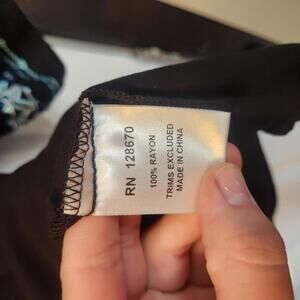 RN 128670
100% RAYON
TRIMS EXCLUDED
MADE IN CHINA